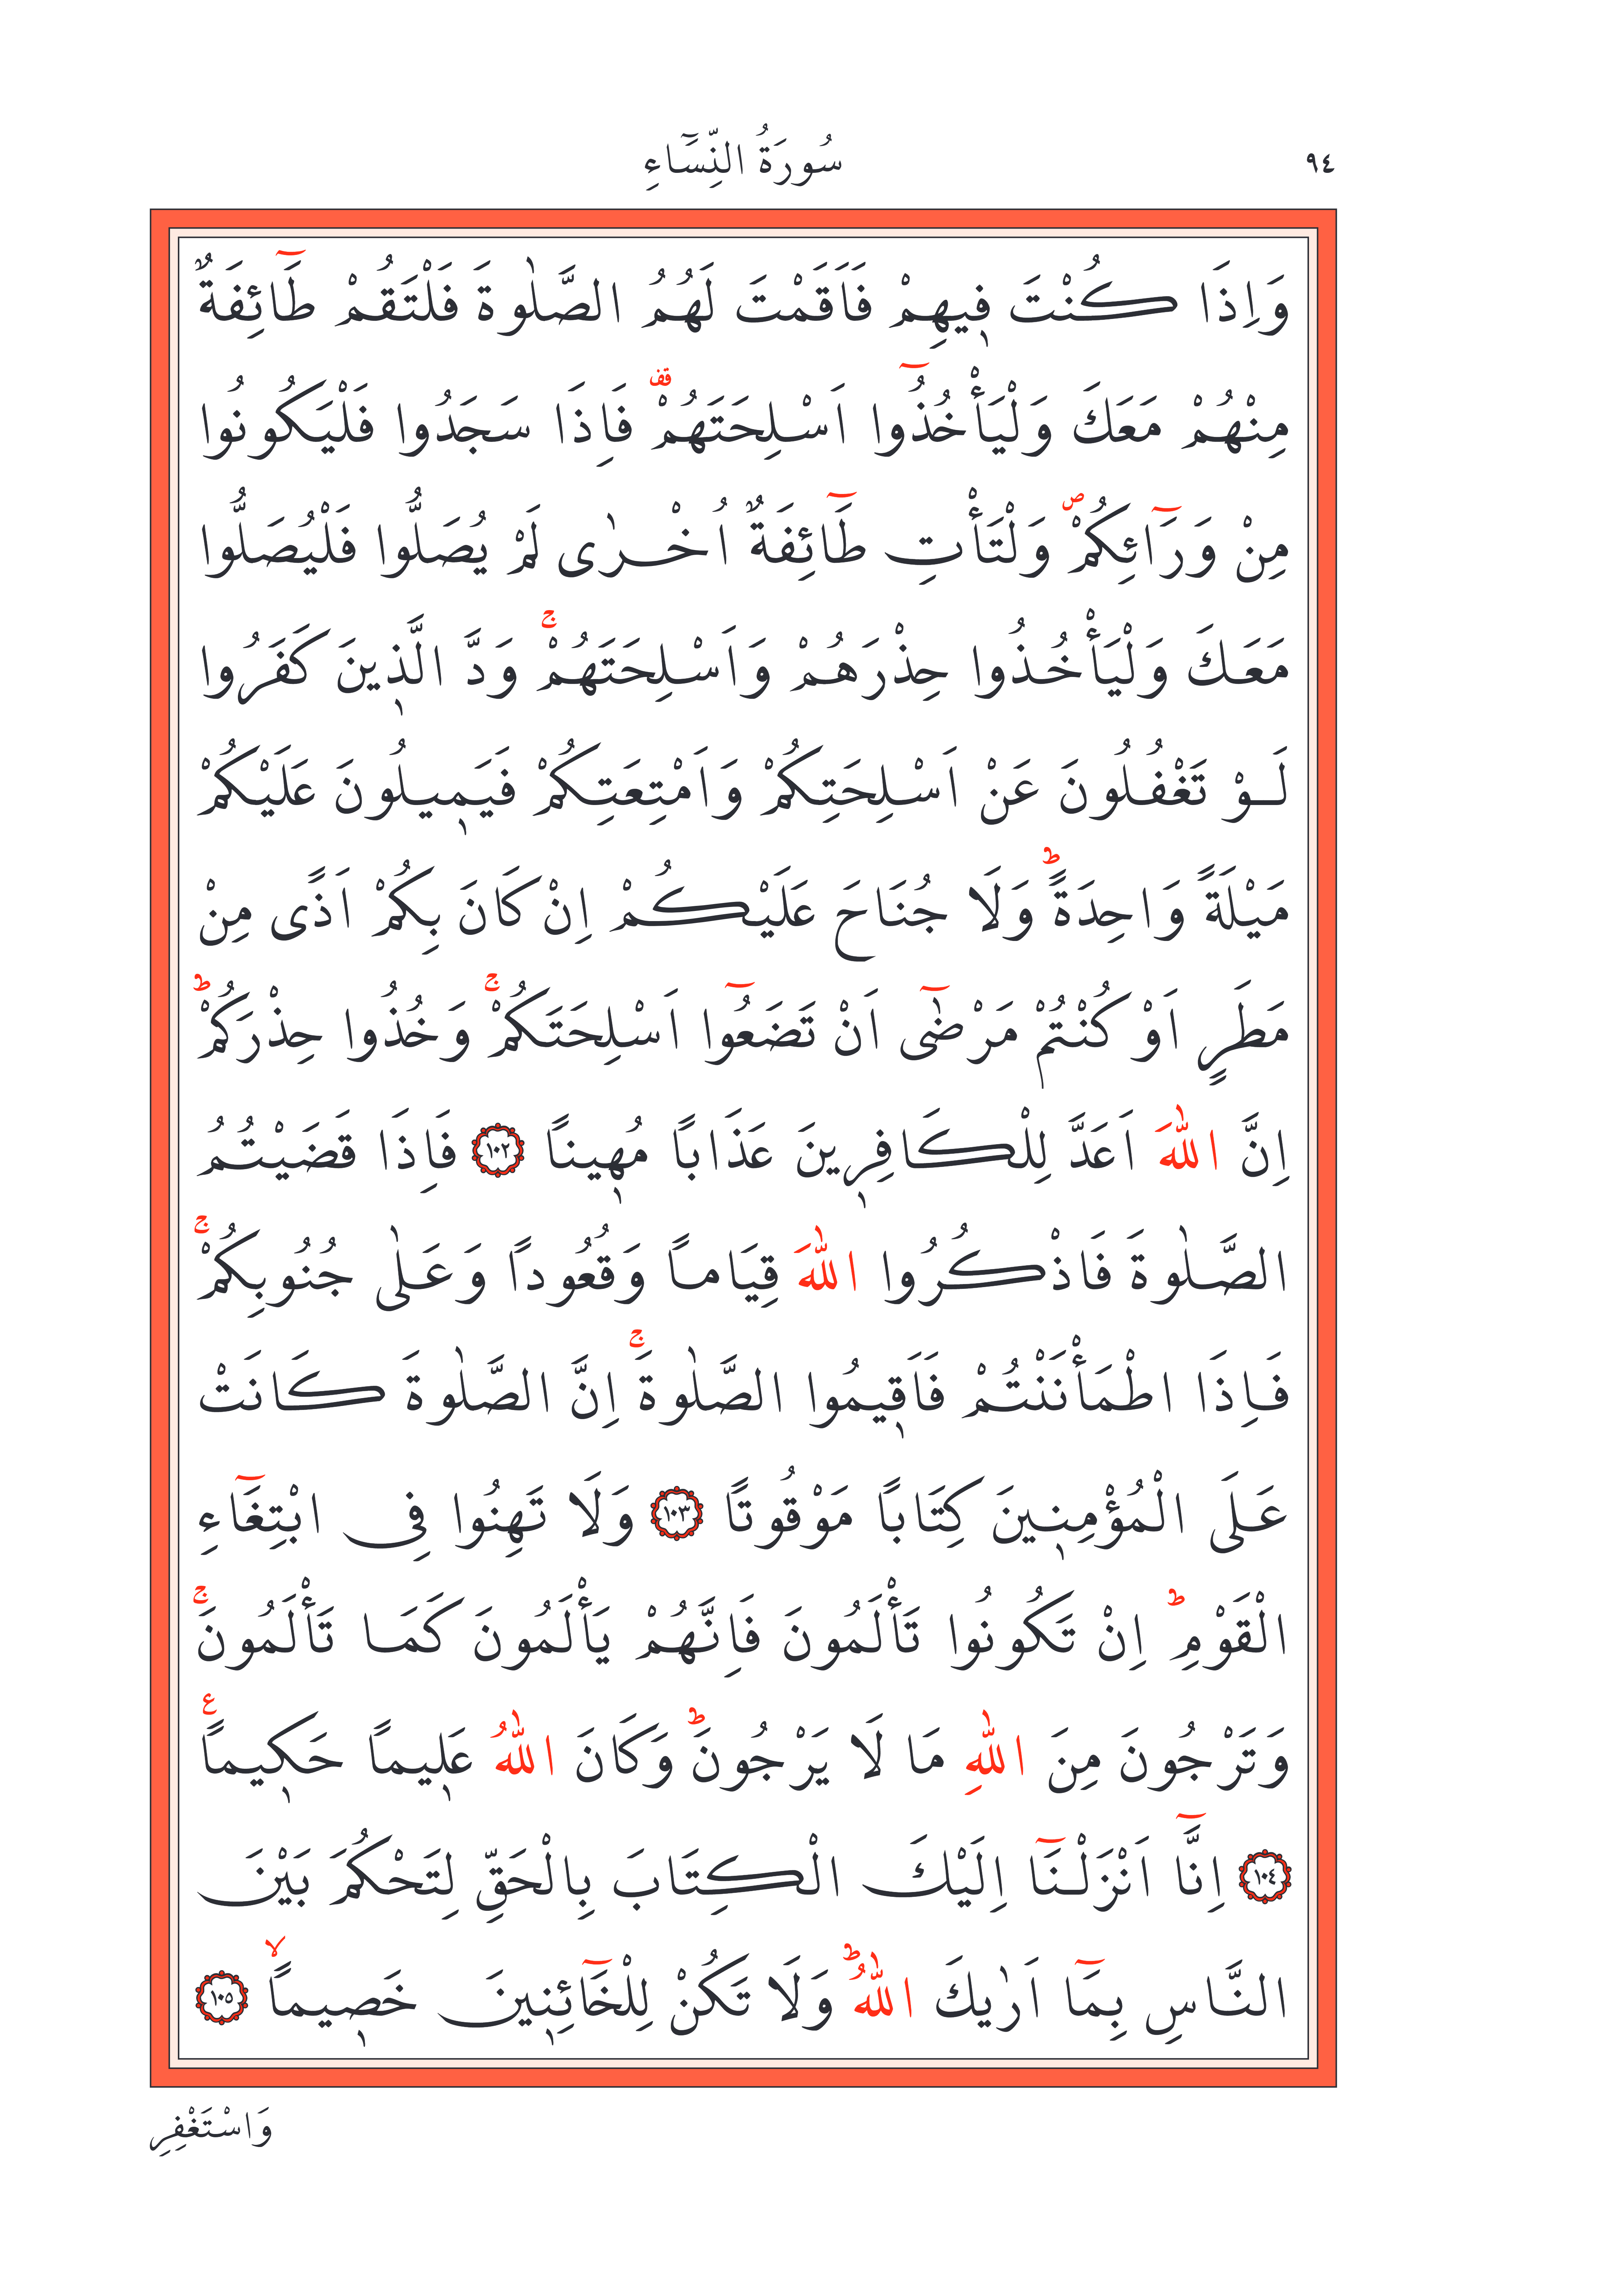 ٩٤
سُورَةُ النِّسَٓاءِ
وَاِذَا كُنْتَ ف۪يهِمْ فَاَقَمْتَ لَهُمُ الصَّلٰوةَ فَلْتَقُمْ طَٓائِفَةٌ
مِنْهُمْ مَعَكَ وَلْيَأْخُذُٓوا اَسْلِحَتَهُمْ۠ قف فَاِذَا سَجَدُوا فَلْيَكُونُوا
مِنْ وَرَٓائِكُمْ ص وَلْتَأْتِ طَٓائِفَةٌ اُخْرٰى لَمْ يُصَلُّوا فَلْيُصَلُّوا
مَعَكَ وَلْيَأْخُذُوا حِذْرَهُمْ وَاَسْلِحَتَهُمْۚ وَدَّ الَّذ۪ينَ كَفَرُوا
لَوْ تَغْفُلُونَ عَنْ اَسْلِحَتِكُمْ وَاَمْتِعَتِكُمْ فَيَم۪يلُونَ عَلَيْكُمْ
مَيْلَةً وَاحِدَةًۜ وَلَا جُنَاحَ عَلَيْكُمْ اِنْ كَانَ بِكُمْ اَذًى مِنْ
مَطَرٍ اَوْ كُنْتُمْ مَرْضٰٓى اَنْ تَضَعُٓوا اَسْلِحَتَكُمْۚ وَخُذُوا حِذْرَكُمْۜ
اِنَّ اللّٰهَ اَعَدَّ لِلْكَافِر۪ينَ عَذَابًا مُه۪ينًا ١٠٢ فَاِذَا قَضَيْتُمُ
الصَّلٰوةَ فَاذْكُرُوا اللّٰهَ قِيَامًا وَقُعُودًا وَعَلٰى جُنُوبِكُمْۚ
فَاِذَا اطْمَأْنَنْتُمْ فَاَق۪يمُوا الصَّلٰوةَۚ اِنَّ الصَّلٰوةَ كَانَتْ
عَلَى الْمُؤْمِن۪ينَ كِتَابًا مَوْقُوتًا ١٠٣ وَلَا تَهِنُوا فِى ابْتِغَٓاءِ
الْقَوْمِۜ اِنْ تَكُونُوا تَأْلَمُونَ فَاِنَّهُمْ يَأْلَمُونَ كَمَا تَأْلَمُونَۚ
وَتَرْجُونَ مِنَ اللّٰهِ مَا لَا يَرْجُونَۜ وَكَانَ اللّٰهُ عَل۪يمًا حَك۪يمًا ع
١٠٤ اِنَّٓا اَنْزَلْنَٓا اِلَيْكَ الْكِتَابَ بِالْحَقِّ لِتَحْكُمَ بَيْنَ
النَّاسِ بِمَٓا اَرٰيكَ اللّٰهُۜ وَلَا تَكُنْ لِلْخَٓائِن۪ينَ خَص۪يمًاۙ ١٠٥
وَاسْتَغْفِرِ